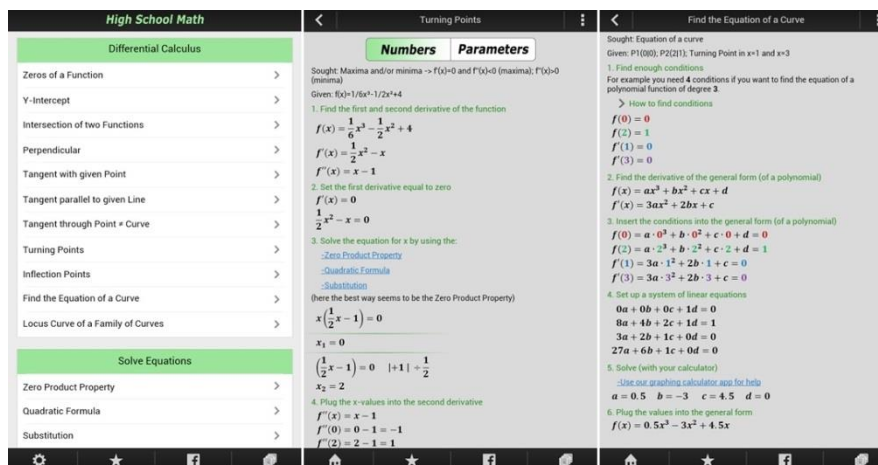 High School Math
Differential Calculus
Zeros of a Function
Y-Intercept
Intersection of two Functions
Perpendicular
Tangent with given Point
Tangent parallel to given Line
Tangent through Point ≠ Curve
Turning Points
Inflection Points
Find the Equation of a Curve
Locus Curve of a Family of Curves
Solve Equations
Zero Product Property
Quadratic Formula
Substitution
Turning Points
Numbers Parameters
Sought: Maxima and/or minima -> f'(x)=0 and f''(x)<0 (maxima); f''(x)>0
(minima)
Given: f(x)=1/6x³-1/2x²+4
1. Find the first and second derivative of the function
f(x) = 1/6 x³ − 1/2 x² + 4
f'(x) = 1/2 x² − x
f''(x) = x − 1
2. Set the first derivative equal to zero
f'(x) = 0
1/2 x² − x = 0
3. Solve the equation for x by using the:
-Zero Product Property
-Quadratic Formula
-Substitution
(here the best way seems to be the Zero Product Property)
x(1/2 x − 1) = 0
x₁ = 0
(1/2 x − 1) = 0 |+1| ÷ 1/2
x₂ = 2
4. Plug the x-values into the second derivative
f''(x) = x − 1
f''(0) = 0 − 1 = −1
f''(2) = 2 − 1 = 1
Find the Equation of a Curve
Sought: Equation of a curve
Given: P1(0|0); P2(2|1); Turning Point in x=1 and x=3
1. Find enough conditions
For example you need 4 conditions if you want to find the equation of a
polynomial function of degree 3.
How to find conditions
f(0) = 0
f(2) = 1
f'(1) = 0
f'(3) = 0
2. Find the derivative of the general form (of a polynomial)
f(x) = ax³ + bx² + cx + d
f'(x) = 3ax² + 2bx + c
3. Insert the conditions into the general form (of a polynomial)
f(0) = a · 0³ + b · 0² + c · 0 + d = 0
f(2) = a · 2³ + b · 2² + c · 2 + d = 1
f'(1) = 3a · 1² + 2b · 1 + c = 0
f'(3) = 3a · 3² + 2b · 3 + c = 0
4. Set up a system of linear equations
0a + 0b + 0c + 1d = 0
8a + 4b + 2c + 1d = 1
3a + 2b + 1c + 0d = 0
27a + 6b + 1c + 0d = 0
5. Solve (with your calculator)
-Use our graphing calculator app for help
a = 0.5 b = −3 c = 4.5 d = 0
6. Plug the values into the general form
f(x) = 0.5x³ − 3x² + 4.5x